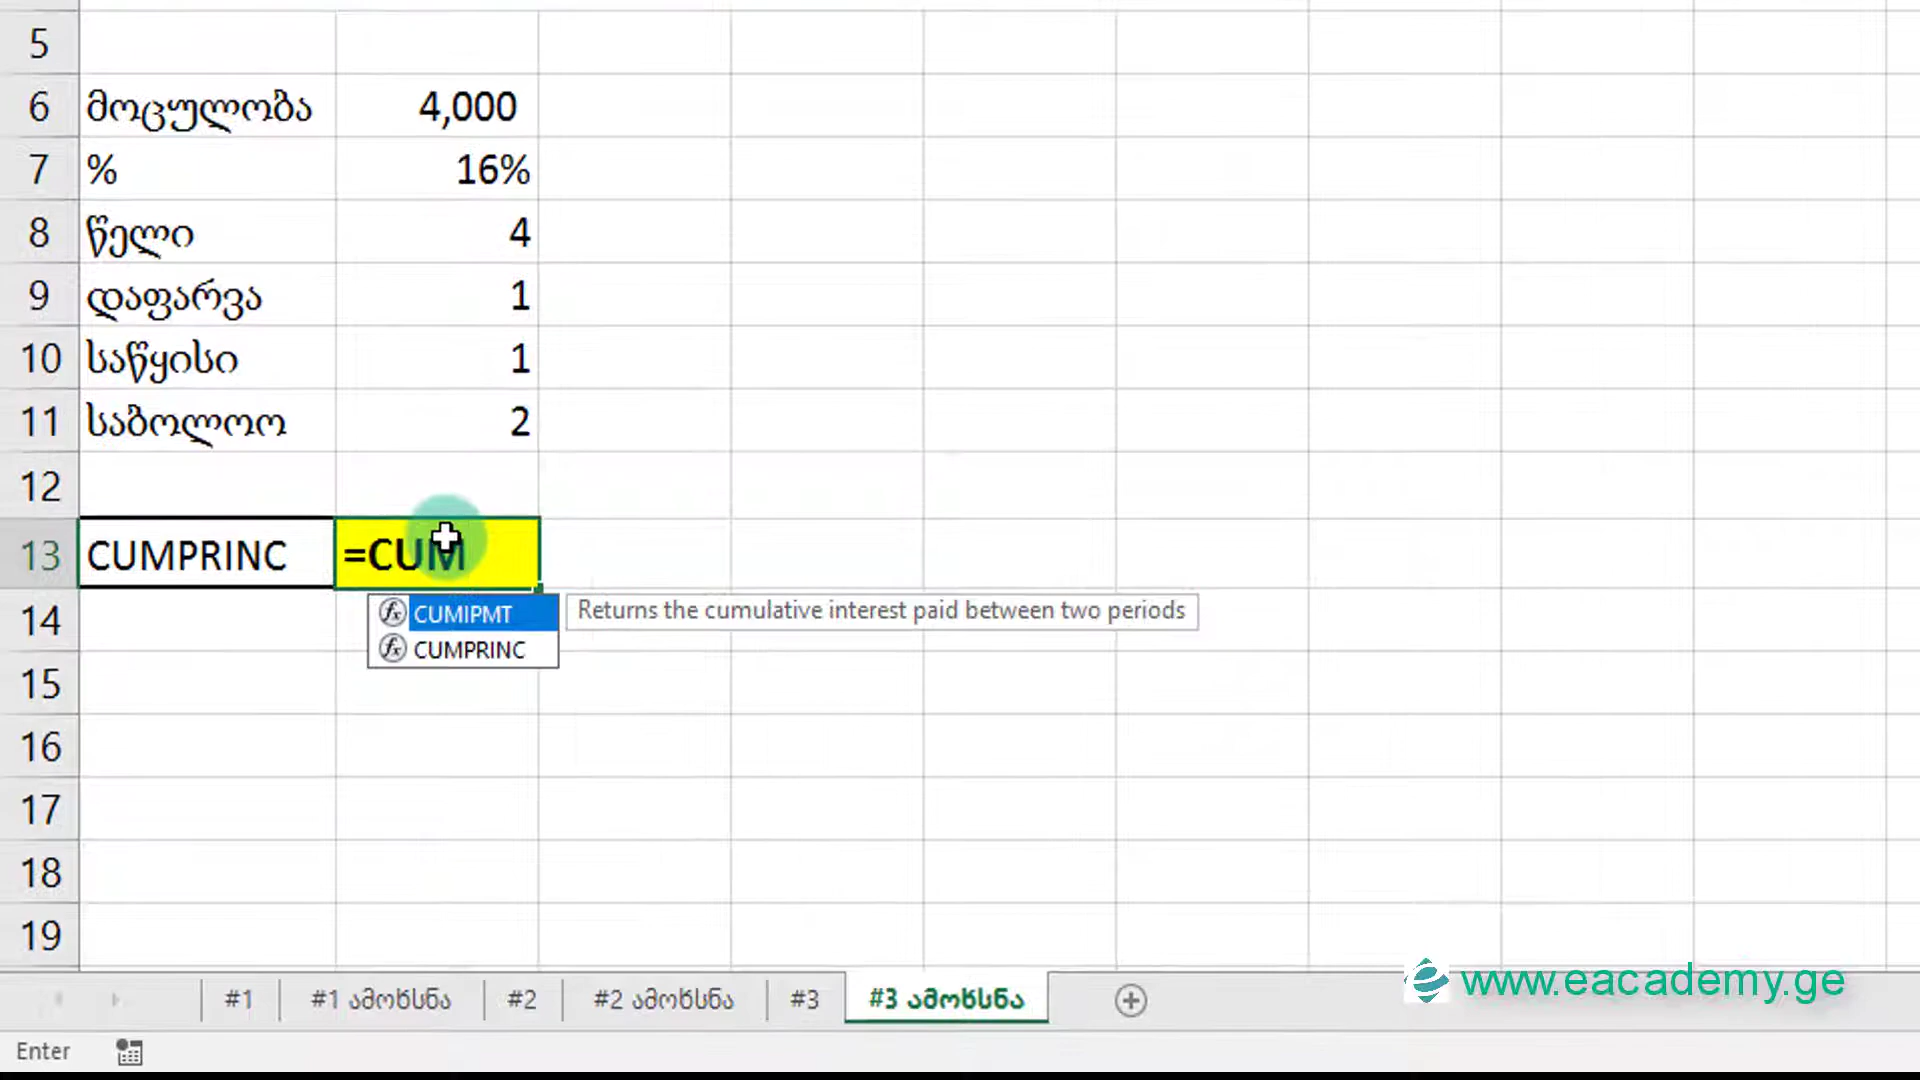 5
6 მოცულობა 4,000
7 % 16%
8 წელი 4
9 დაფარვა 1
10 საწყისი 1
11 საბოლოო 2
12
13 CUMPRINC =CUM
14 CUMIPMT Returns the cumulative interest paid between two periods
CUMPRINC
15
16
17
18
19
www.eacademy.ge
#1 #1 ამოხსნა #2 #2 ამოხსნა #3 #3 ამოხსნა
Enter